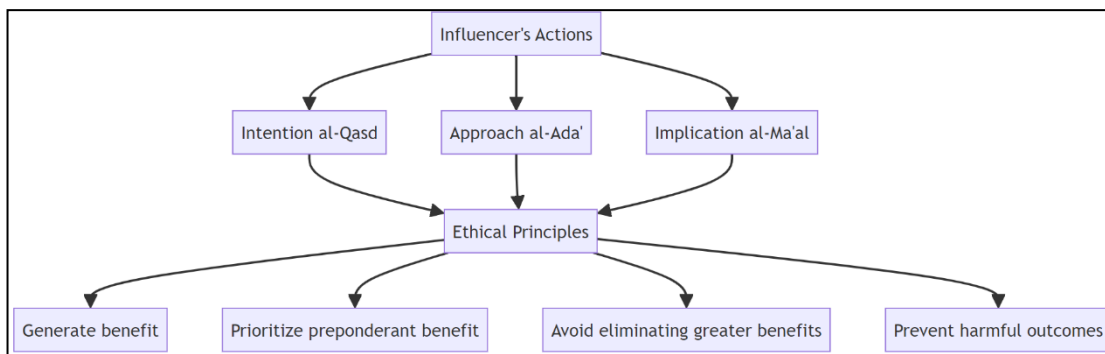 Influencer's Actions
Intention al-Qasd
Approach al-Ada'
Implication al-Ma'al
Ethical Principles
Generate benefit
Prioritize preponderant benefit
Avoid eliminating greater benefits
Prevent harmful outcomes